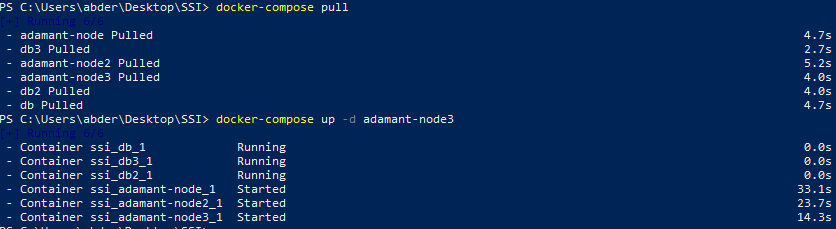 PS C:\Users\abder\Desktop\SSI> docker-compose pull
[+] Running 6/6
- adamant-node Pulled 4.7s
- db3 Pulled 2.7s
- adamant-node2 Pulled 5.2s
- adamant-node3 Pulled 4.0s
- db2 Pulled 4.0s
- db Pulled 4.7s
PS C:\Users\abder\Desktop\SSI> docker-compose up -d adamant-node3
[+] Running 6/6
- Container ssi_db_1 Running 0.0s
- Container ssi_db3_1 Running 0.0s
- Container ssi_db2_1 Running 0.0s
- Container ssi_adamant-node_1 Started 33.1s
- Container ssi_adamant-node2_1 Started 23.7s
- Container ssi_adamant-node3_1 Started 14.3s
PS C:\Users\abder\Desktop\SSI>